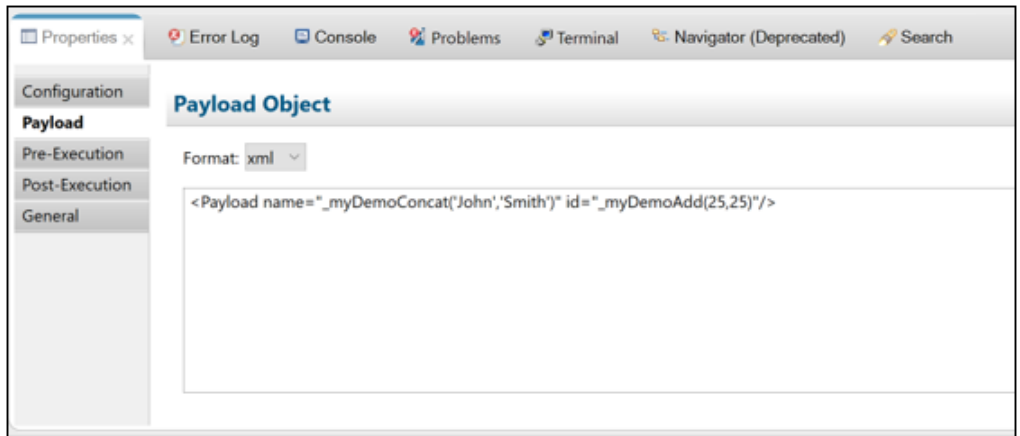 Properties
Error Log
Console
Problems
Terminal
Navigator (Deprecated)
Search
Configuration
Payload
Pre-Execution
Post-Execution
General
Payload Object
Format: xml
<Payload name="_myDemoConcat('John','Smith')" id="_myDemoAdd(25,25)"/>